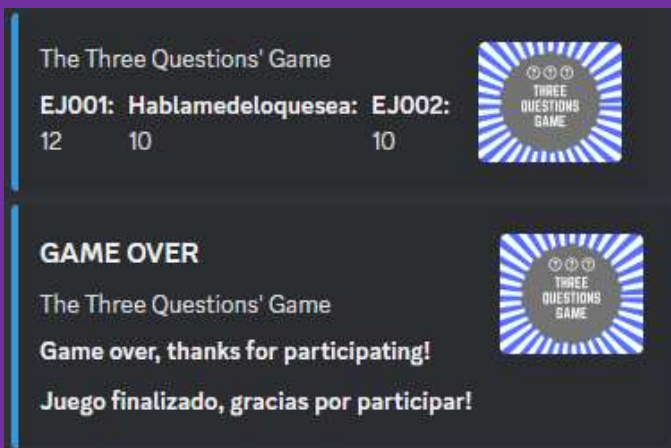 The Three Questions' Game
EJ001: Hablamedeloquesea: EJ002:
12 10 10
??? 
THREE
QUESTIONS
GAME
GAME OVER
The Three Questions' Game
Game over, thanks for participating!
Juego finalizado, gracias por participar!
???
THREE
QUESTIONS
GAME